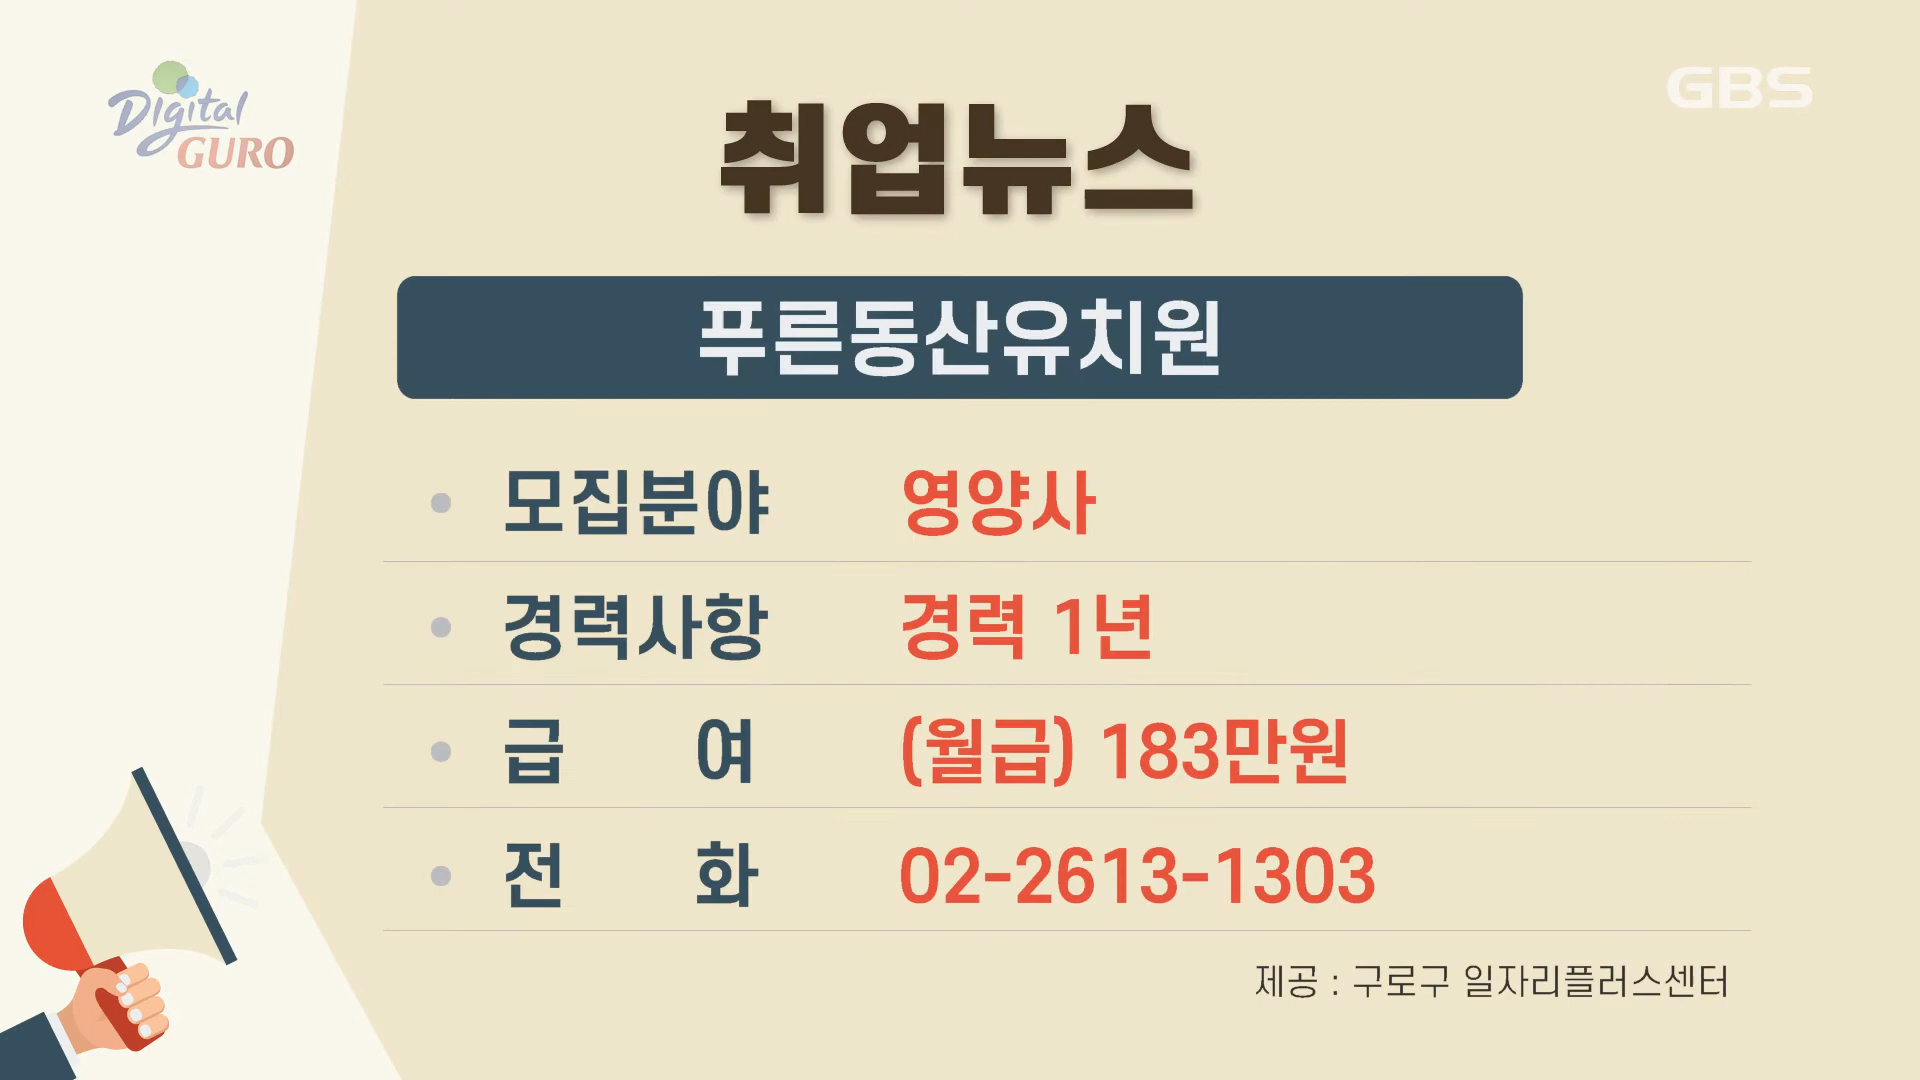 Digital
GURO
GBS
취업뉴스
푸른동산유치원
모집분야 영양사
경력사항 경력 1년
급 여 (월급) 183만원
전 화 02-2613-1303
제공 : 구로구 일자리플러스센터